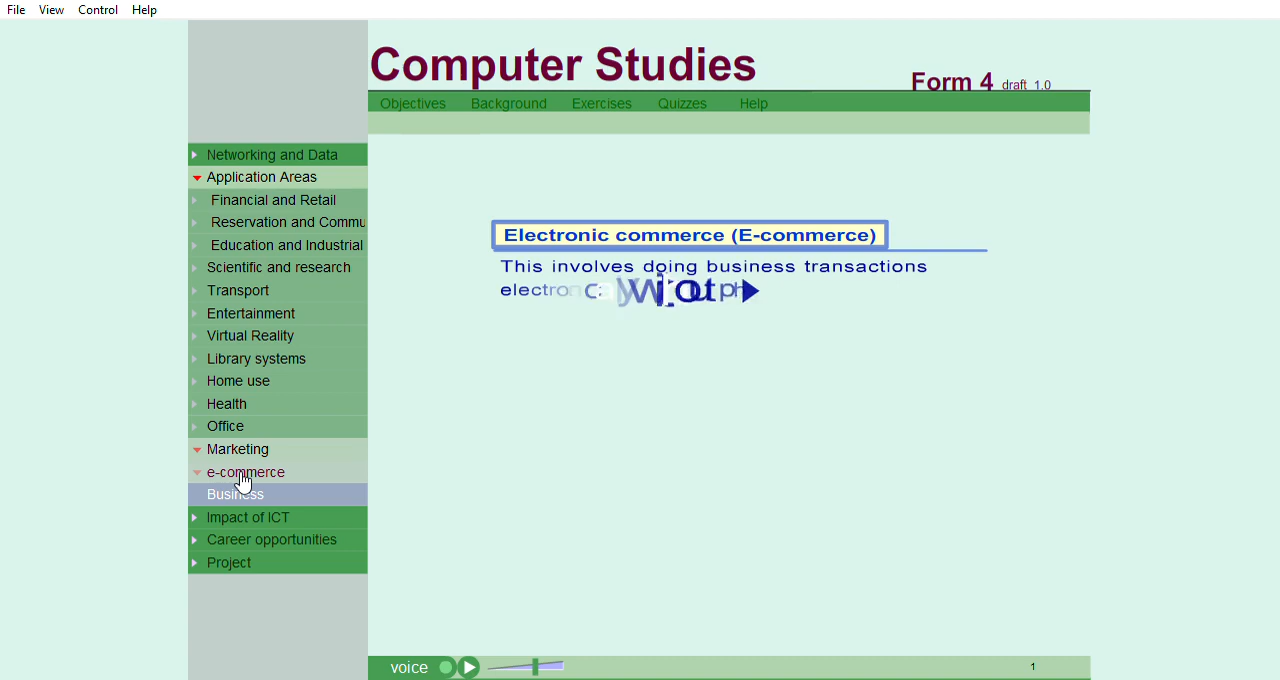 File View Control Help
Computer Studies
Form 4 draft 1.0
Objectives Background Exercises Quizzes Help
Networking and Data
Application Areas
Financial and Retail
Reservation and Commu
Education and Industrial
Scientific and research
Transport
Entertainment
Virtual Reality
Library systems
Home use
Health
Office
Marketing
e-commerce
Business
Impact of ICT
Career opportunities
Project
Electronic commerce (E-commerce)
This involves doing business transactions
voice
1